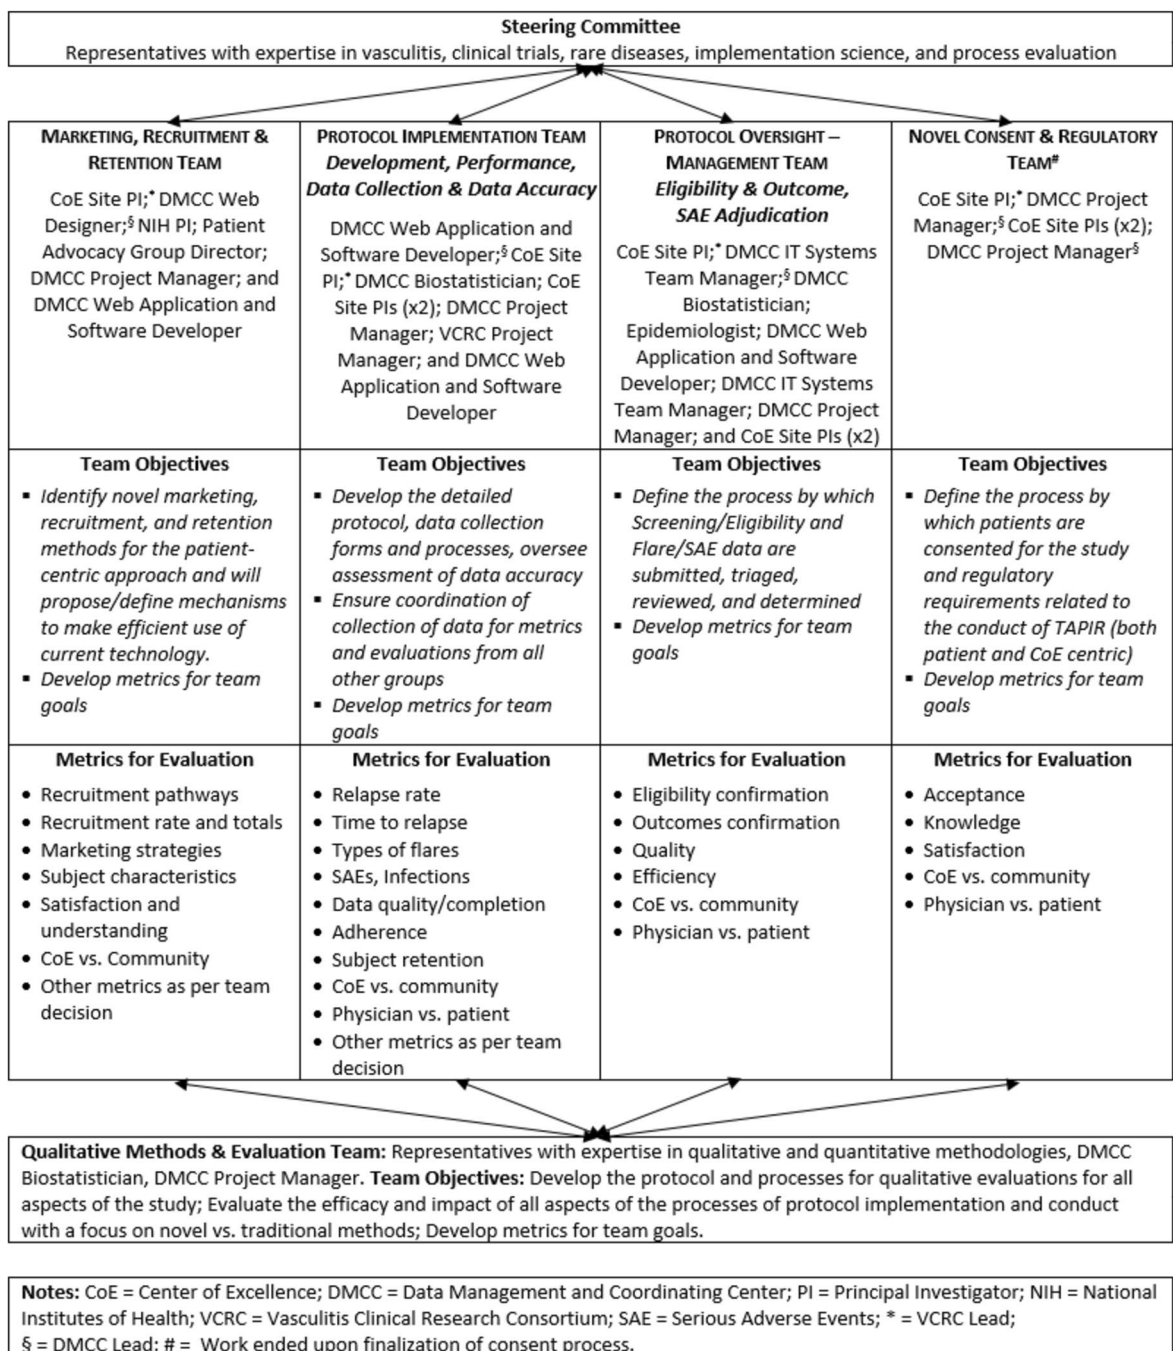 Steering Committee
Representatives with expertise in vasculitis, clinical trials, rare diseases, implementation science, and process evaluation
MARKETING, RECRUITMENT &
RETENTION TEAM
CoE Site PI;* DMCC Web
Designer;§ NIH PI; Patient
Advocacy Group Director;
DMCC Project Manager; and
DMCC Web Application and
Software Developer
PROTOCOL IMPLEMENTATION TEAM
Development, Performance,
Data Collection & Data Accuracy
DMCC Web Application and
Software Developer;§ CoE Site
PI;* DMCC Biostatistician; CoE
Site PIs (x2); DMCC Project
Manager; VCRC Project
Manager; and DMCC Web
Application and Software
Developer
PROTOCOL OVERSIGHT –
MANAGEMENT TEAM
Eligibility & Outcome,
SAE Adjudication
CoE Site PI;* DMCC IT Systems
Team Manager;§ DMCC
Biostatistician;
Epidemiologist; DMCC Web
Application and Software
Developer; DMCC IT Systems
Team Manager; DMCC Project
Manager; and CoE Site PIs (x2)
NOVEL CONSENT & REGULATORY
TEAM#
CoE Site PI;* DMCC Project
Manager;§ CoE Site PIs (x2);
DMCC Project Manager§
Team Objectives
▪ Identify novel marketing,
recruitment, and retention
methods for the patient-
centric approach and will
propose/define mechanisms
to make efficient use of
current technology.
▪ Develop metrics for team
goals
Team Objectives
▪ Develop the detailed
protocol, data collection
forms and processes, oversee
assessment of data accuracy
▪ Ensure coordination of
collection of data for metrics
and evaluations from all
other groups
▪ Develop metrics for team
goals
Team Objectives
▪ Define the process by which
Screening/Eligibility and
Flare/SAE data are
submitted, triaged,
reviewed, and determined
▪ Develop metrics for team
goals
Team Objectives
▪ Define the process by
which patients are
consented for the study
and regulatory
requirements related to
the conduct of TAPIR (both
patient and CoE centric)
▪ Develop metrics for team
goals
Metrics for Evaluation
• Recruitment pathways
• Recruitment rate and totals
• Marketing strategies
• Subject characteristics
• Satisfaction and
understanding
• CoE vs. Community
• Other metrics as per team
decision
Metrics for Evaluation
• Relapse rate
• Time to relapse
• Types of flares
• SAEs, Infections
• Data quality/completion
• Adherence
• Subject retention
• CoE vs. community
• Physician vs. patient
• Other metrics as per team
decision
Metrics for Evaluation
• Eligibility confirmation
• Outcomes confirmation
• Quality
• Efficiency
• CoE vs. community
• Physician vs. patient
Metrics for Evaluation
• Acceptance
• Knowledge
• Satisfaction
• CoE vs. community
• Physician vs. patient
Qualitative Methods & Evaluation Team: Representatives with expertise in qualitative and quantitative methodologies, DMCC
Biostatistician, DMCC Project Manager. Team Objectives: Develop the protocol and processes for qualitative evaluations for all
aspects of the study; Evaluate the efficacy and impact of all aspects of the processes of protocol implementation and conduct
with a focus on novel vs. traditional methods; Develop metrics for team goals.
Notes: CoE = Center of Excellence; DMCC = Data Management and Coordinating Center; PI = Principal Investigator; NIH = National
Institutes of Health; VCRC = Vasculitis Clinical Research Consortium; SAE = Serious Adverse Events; * = VCRC Lead;
§ = DMCC Lead; # = Work ended upon finalization of consent process.